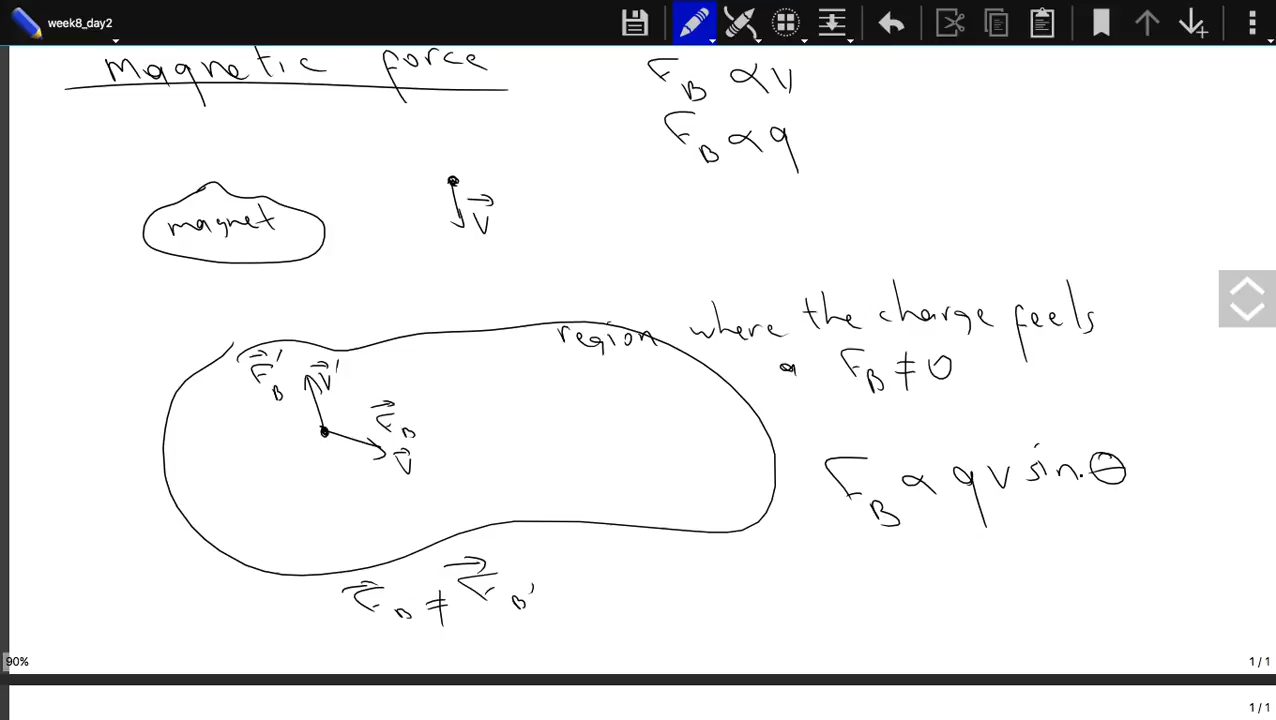 week8_day2
magnetic force
F_B ∝ v
F_B ∝ q
magnet
v⃗
region where the charge feels
a F_B ≠ 0
F⃗_B'
v⃗'
F⃗_B
v⃗
F_B ∝ q v sin θ
F⃗_B ≠ F⃗_B'
90%
1 / 1
1 / 1